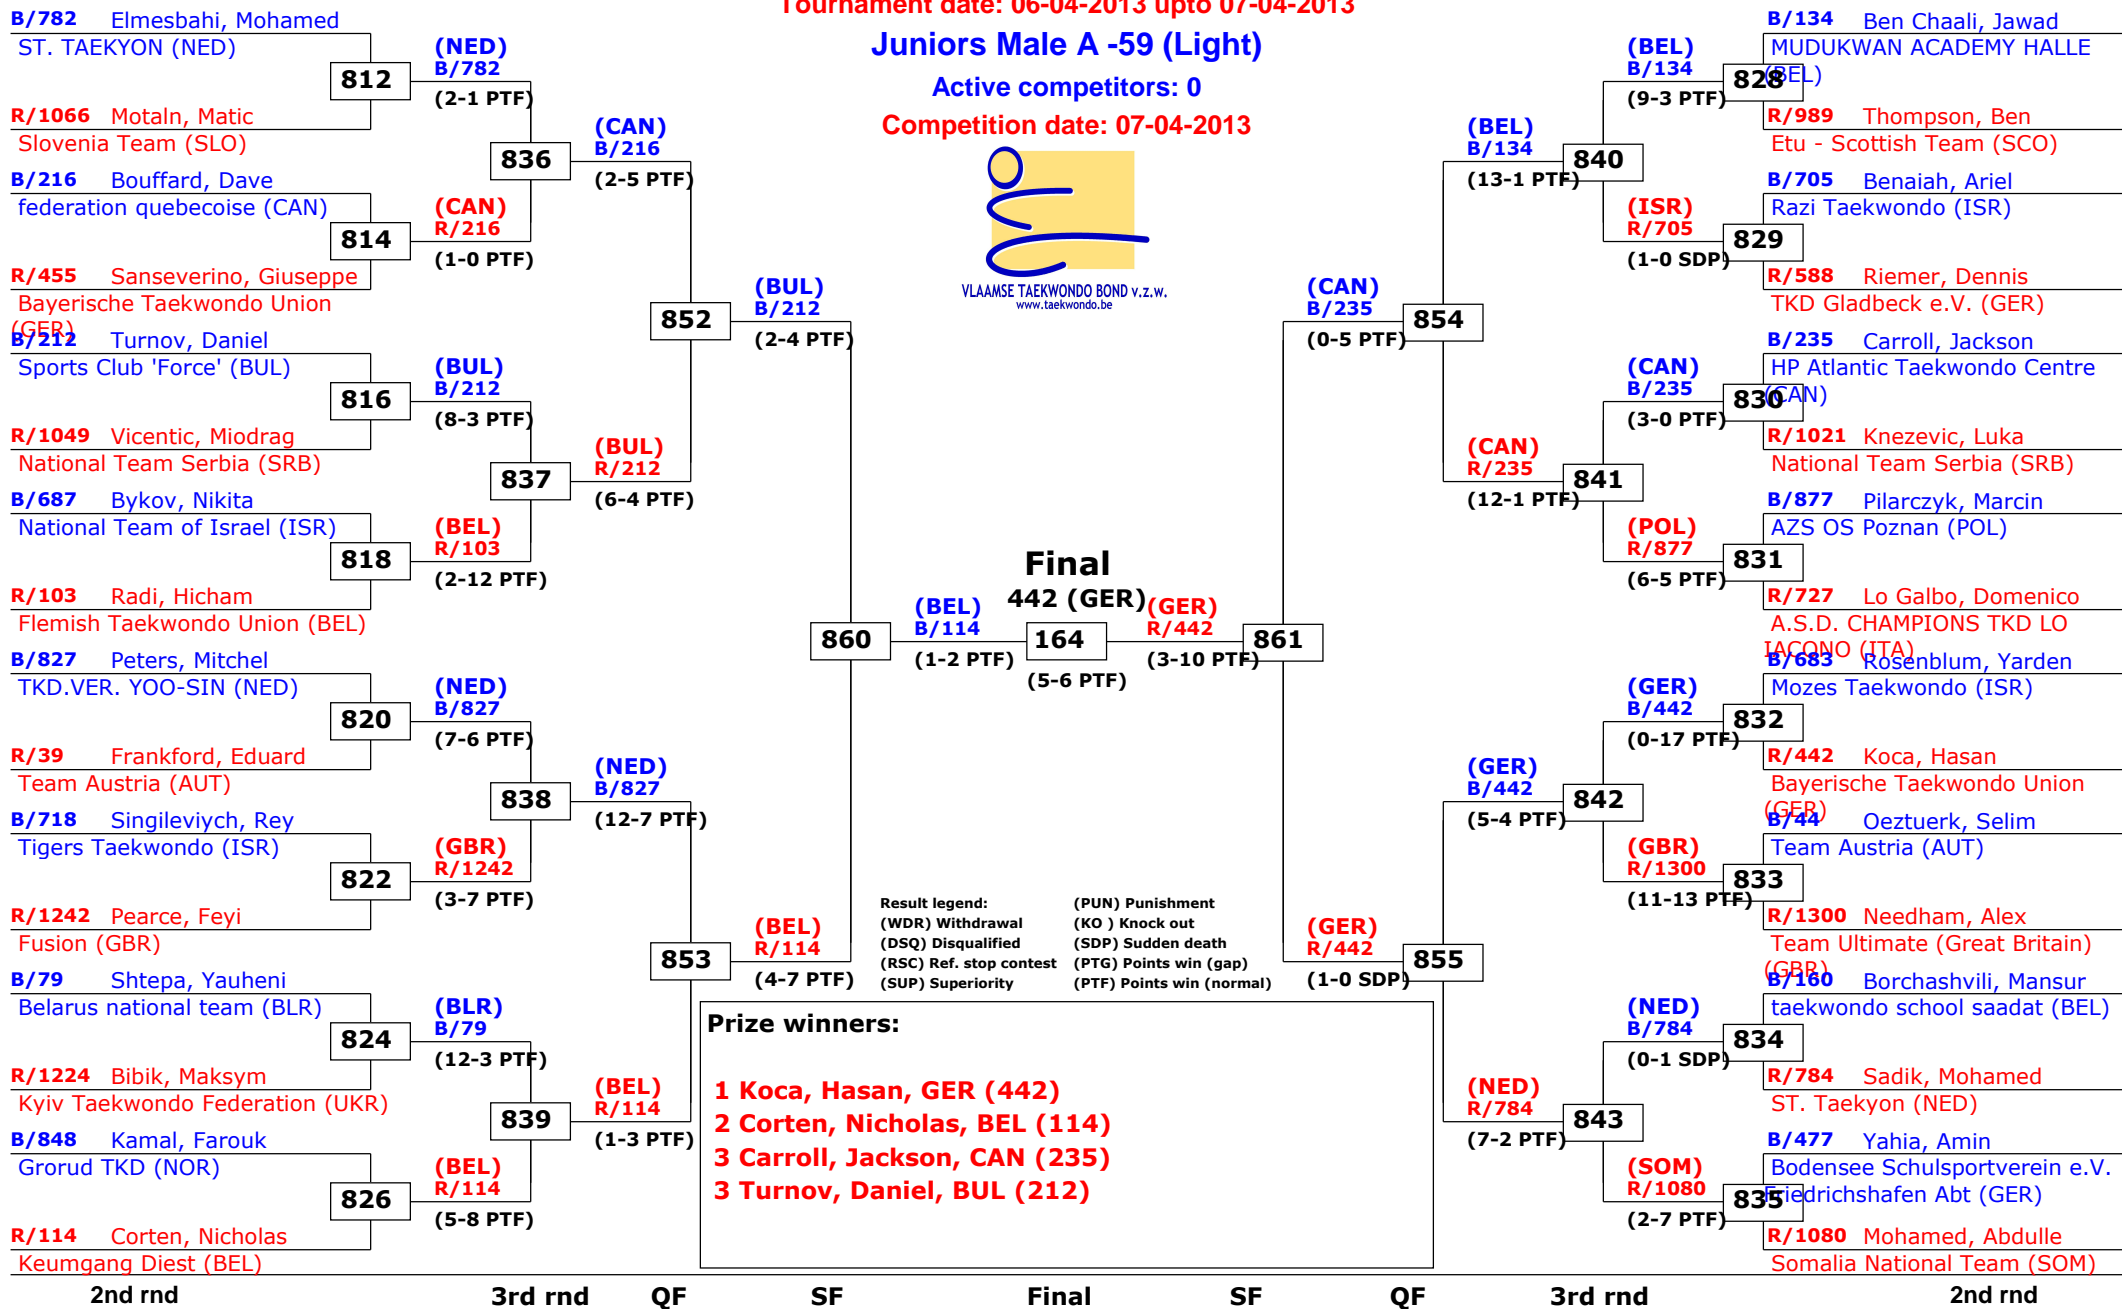 Tournament date: 06-04-2013 upto 07-04-2013
Juniors Male A -59 (Light)
Active competitors: 0
Competition date: 07-04-2013
VLAAMSE TAEKWONDO BOND v.z.w.
www.taekwondo.be
B/782 Elmesbahi, Mohamed
ST. TAEKYON (NED)
812
R/1066 Motaln, Matic
Slovenia Team (SLO)
B/216 Bouffard, Dave
federation quebecoise (CAN)
814
R/455 Sanseverino, Giuseppe
Bayerische Taekwondo Union
(GER)
B/212 Turnov, Daniel
Sports Club 'Force' (BUL)
816
R/1049 Vicentic, Miodrag
National Team Serbia (SRB)
B/687 Bykov, Nikita
National Team of Israel (ISR)
818
R/103 Radi, Hicham
Flemish Taekwondo Union (BEL)
B/827 Peters, Mitchel
TKD.VER. YOO-SIN (NED)
820
R/39 Frankford, Eduard
Team Austria (AUT)
B/718 Singileviych, Rey
Tigers Taekwondo (ISR)
822
R/1242 Pearce, Feyi
Fusion (GBR)
B/79 Shtepa, Yauheni
Belarus national team (BLR)
824
R/1224 Bibik, Maksym
Kyiv Taekwondo Federation (UKR)
B/848 Kamal, Farouk
Grorud TKD (NOR)
826
R/114 Corten, Nicholas
Keumgang Diest (BEL)
(NED)
B/782
(2-1 PTF)
836
(CAN)
R/216
(1-0 PTF)
(BUL)
B/212
(8-3 PTF)
837
(BEL)
R/103
(2-12 PTF)
(NED)
B/827
(7-6 PTF)
838
(GBR)
R/1242
(3-7 PTF)
(BLR)
B/79
(12-3 PTF)
839
(BEL)
R/114
(5-8 PTF)
(CAN)
B/216
(2-5 PTF)
852
(BUL)
R/212
(6-4 PTF)
(NED)
B/827
(12-7 PTF)
853
(BEL)
R/114
(1-3 PTF)
(BUL)
B/212
(2-4 PTF)
860
(BEL)
R/114
(4-7 PTF)
Final
442 (GER)
(BEL)
B/114
(1-2 PTF)
164
(5-6 PTF)
(GER)
R/442
(3-10 PTF)
(CAN)
B/235
(0-5 PTF)
861
(GER)
R/442
(1-0 SDP)
(BEL)
B/134
(13-1 PTF)
854
(CAN)
R/235
(12-1 PTF)
(GER)
B/442
(5-4 PTF)
855
(NED)
R/784
(7-2 PTF)
(BEL)
B/134
(9-3 PTF)
840
(ISR)
R/705
(1-0 SDP)
(CAN)
B/235
(3-0 PTF)
841
(POL)
R/877
(6-5 PTF)
(GER)
B/442
(0-17 PTF)
842
(GBR)
R/1300
(11-13 PTF)
(NED)
B/784
(0-1 SDP)
843
(SOM)
R/1080
(2-7 PTF)
B/134 Ben Chaali, Jawad
MUDUKWAN ACADEMY HALLE
(BEL)
828
R/989 Thompson, Ben
Etu - Scottish Team (SCO)
B/705 Benaiah, Ariel
Razi Taekwondo (ISR)
829
R/588 Riemer, Dennis
TKD Gladbeck e.V. (GER)
B/235 Carroll, Jackson
HP Atlantic Taekwondo Centre
(CAN)
830
R/1021 Knezevic, Luka
National Team Serbia (SRB)
B/877 Pilarczyk, Marcin
AZS OS Poznan (POL)
831
R/727 Lo Galbo, Domenico
A.S.D. CHAMPIONS TKD LO
IACONO (ITA)
B/683 Rosenblum, Yarden
Mozes Taekwondo (ISR)
832
R/442 Koca, Hasan
Bayerische Taekwondo Union
(GER)
B/44 Oeztuerk, Selim
Team Austria (AUT)
833
R/1300 Needham, Alex
Team Ultimate (Great Britain)
(GBR)
B/160 Borchashvili, Mansur
taekwondo school saadat (BEL)
834
R/784 Sadik, Mohamed
ST. Taekyon (NED)
B/477 Yahia, Amin
Bodensee Schulsportverein e.V.
Friedrichshafen Abt (GER)
835
R/1080 Mohamed, Abdulle
Somalia National Team (SOM)
Result legend: (PUN) Punishment
(WDR) Withdrawal (KO ) Knock out
(DSQ) Disqualified (SDP) Sudden death
(RSC) Ref. stop contest (PTG) Points win (gap)
(SUP) Superiority (PTF) Points win (normal)
Prize winners:
1 Koca, Hasan, GER (442)
2 Corten, Nicholas, BEL (114)
3 Carroll, Jackson, CAN (235)
3 Turnov, Daniel, BUL (212)
2nd rnd 3rd rnd QF SF Final SF QF 3rd rnd 2nd rnd